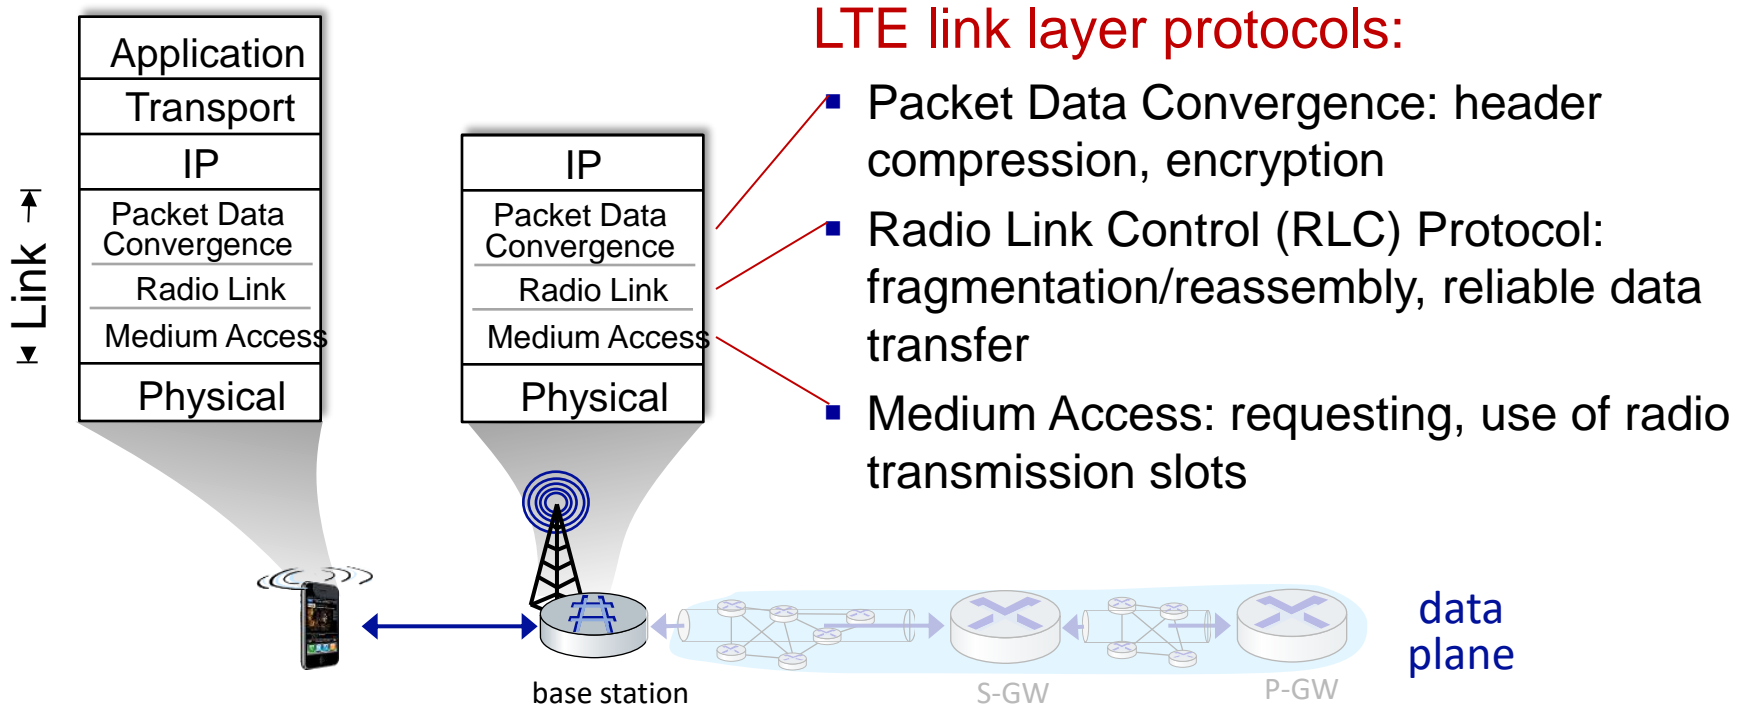 Application
Transport
IP
Packet Data
Convergence
Radio Link
Medium Access
Physical
Link
IP
Packet Data
Convergence
Radio Link
Medium Access
Physical
LTE link layer protocols:
Packet Data Convergence: header
compression, encryption
Radio Link Control (RLC) Protocol:
fragmentation/reassembly, reliable data
transfer
Medium Access: requesting, use of radio
transmission slots
base station
S-GW
P-GW
data
plane